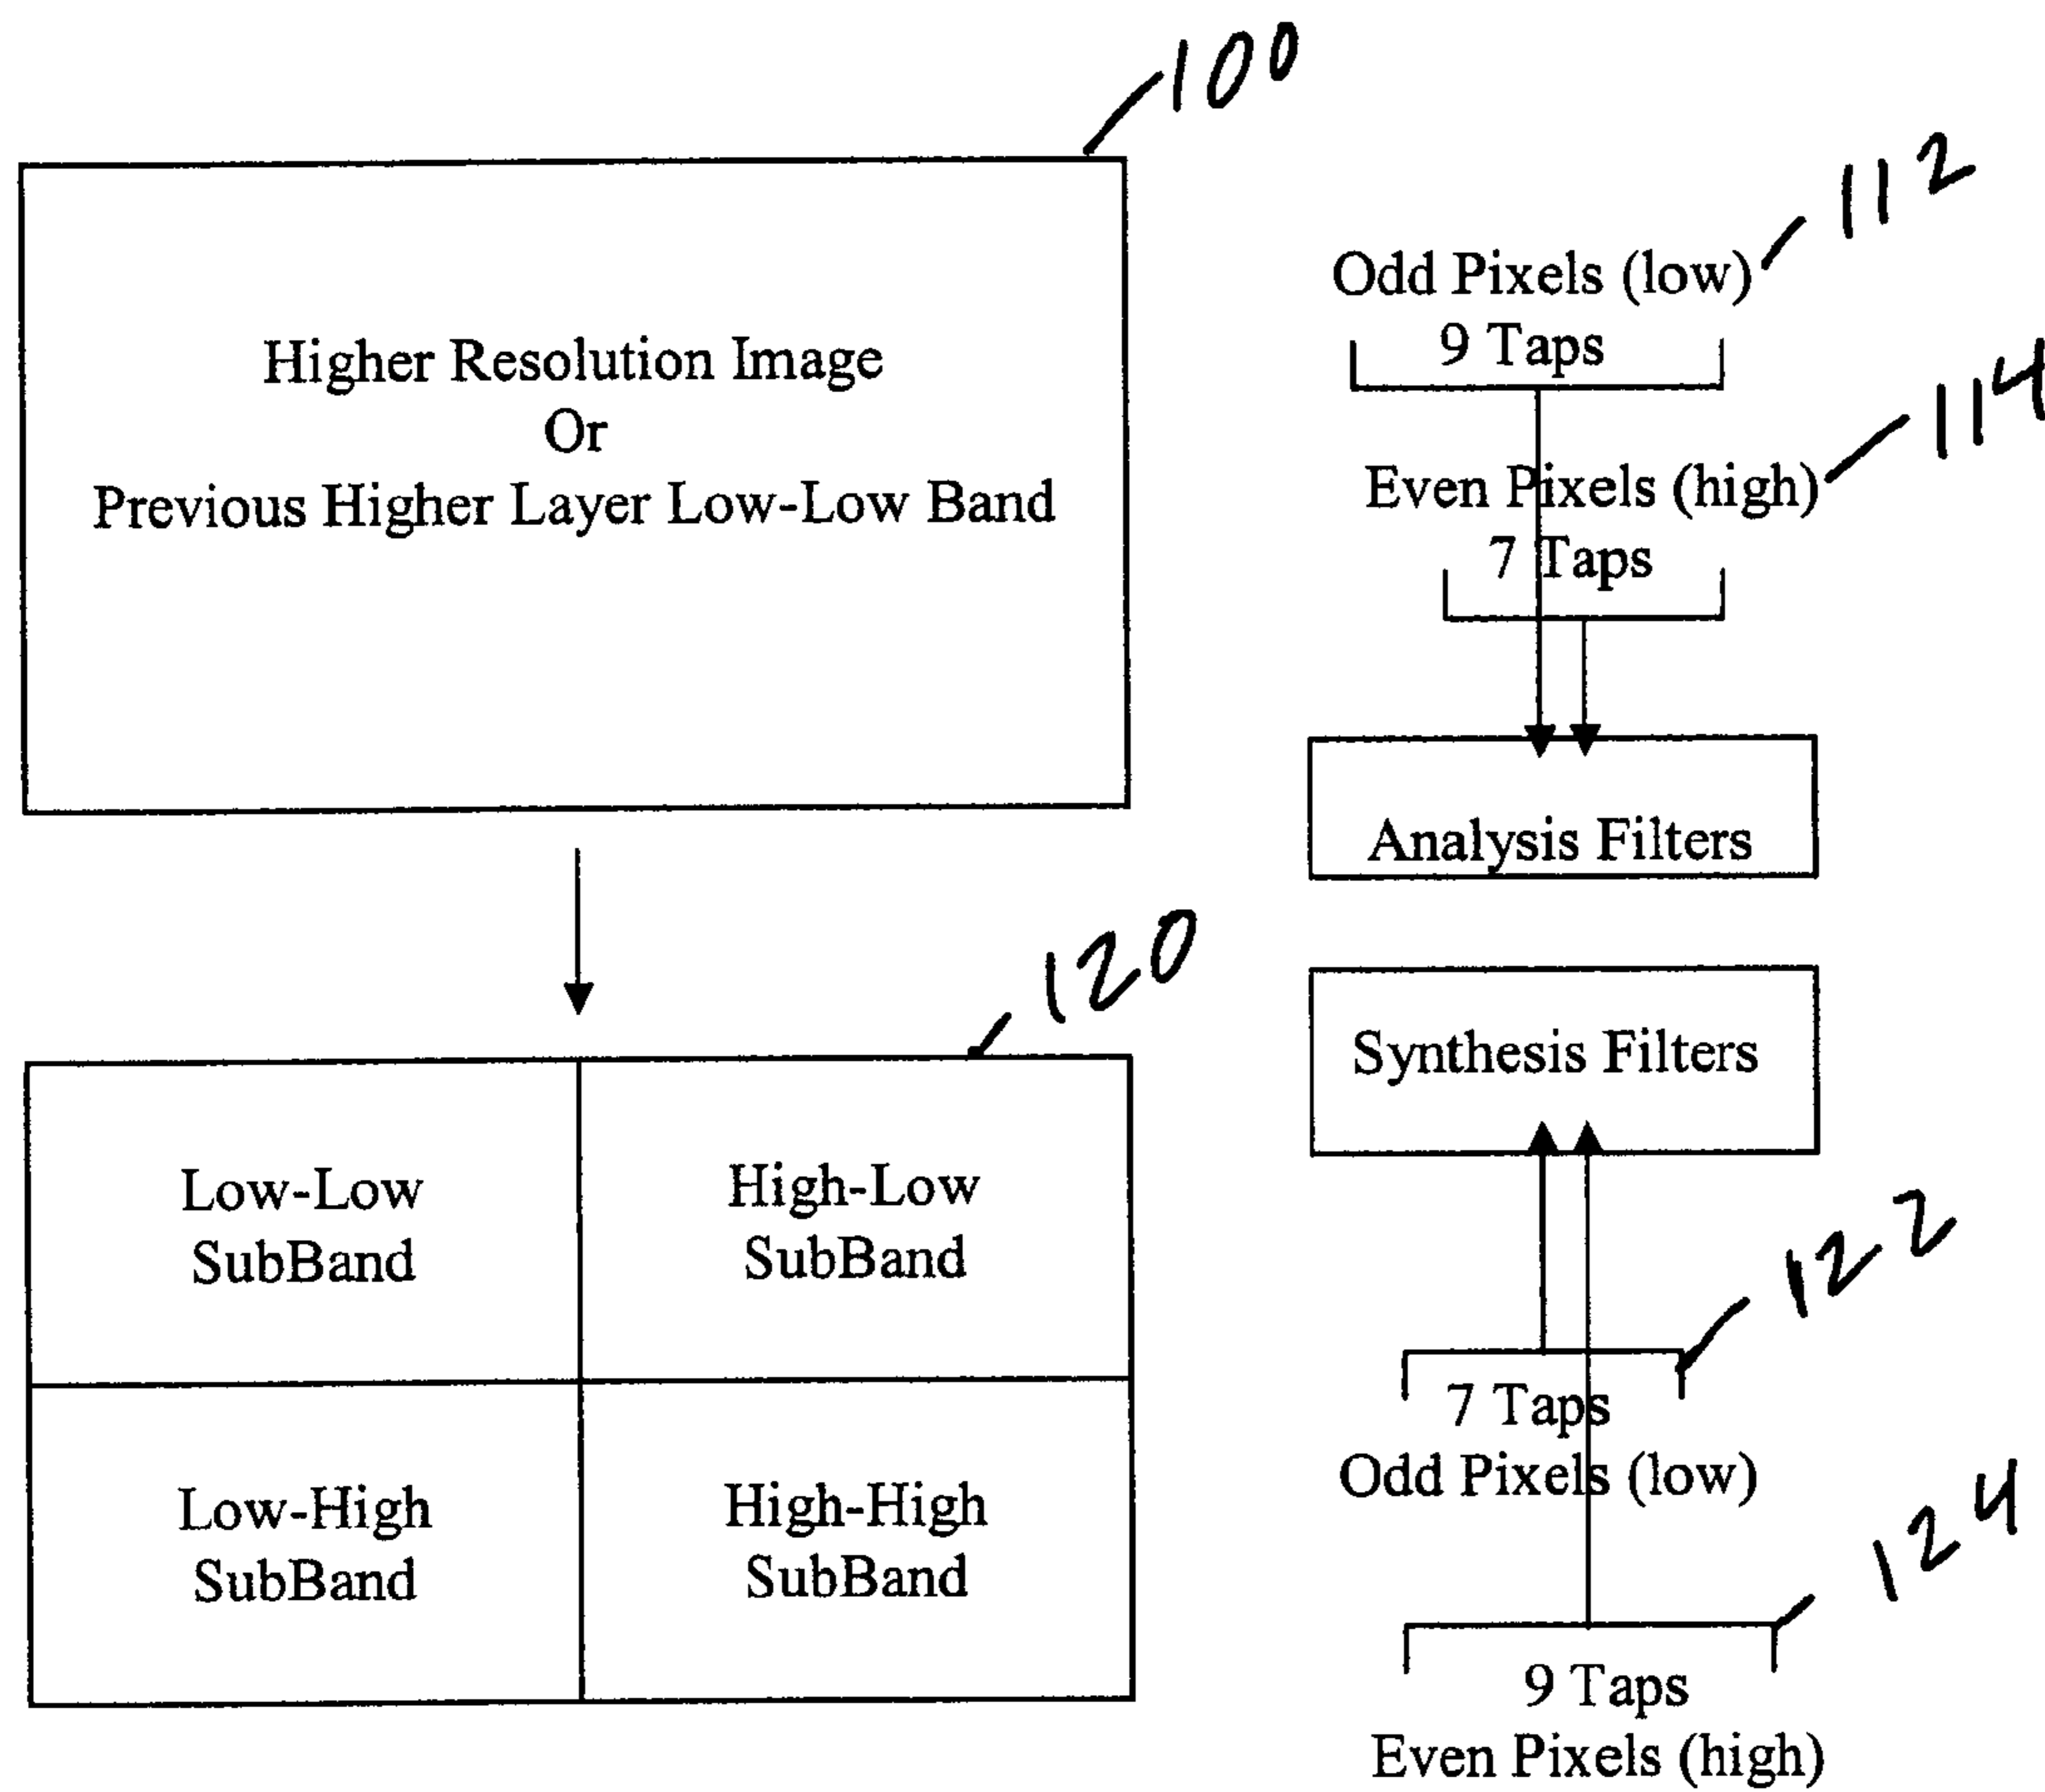 100
Higher Resolution Image
Or
Previous Higher Layer Low-Low Band
112
Odd Pixels (low)
9 Taps
114
Even Pixels (high)
7 Taps
Analysis Filters
120
Low-Low
SubBand
High-Low
SubBand
Low-High
SubBand
High-High
SubBand
Synthesis Filters
122
7 Taps
Odd Pixels (low)
124
9 Taps
Even Pixels (high)